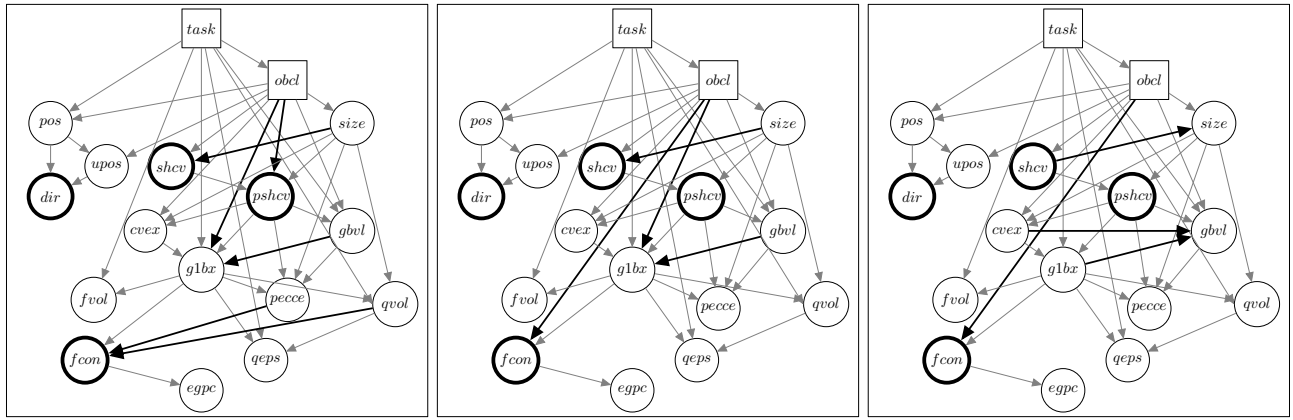 task
obcl
pos
size
upos
shcv
dir
pshcv
cvex
gbvl
g1bx
fvol
pecce
qvol
fcon
qeps
egpc
task
obcl
pos
size
upos
shcv
dir
pshcv
cvex
gbvl
g1bx
fvol
pecce
qvol
fcon
qeps
egpc
task
obcl
pos
size
upos
shcv
dir
pshcv
cvex
gbvl
g1bx
fvol
pecce
qvol
fcon
qeps
egpc